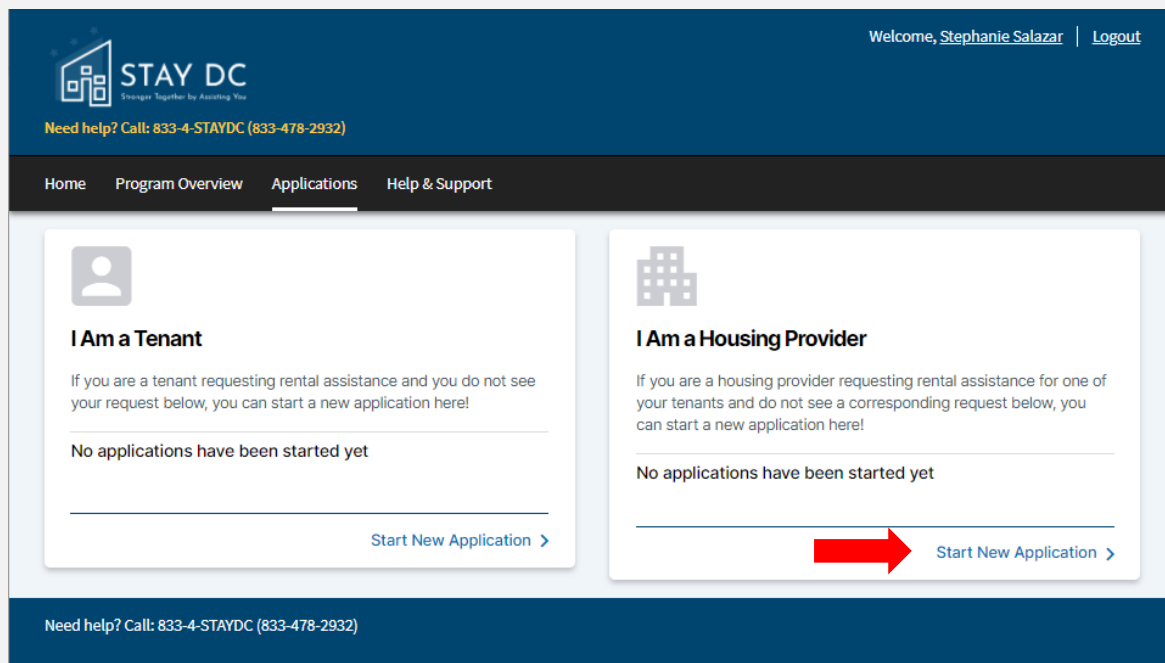 Welcome, Stephanie Salazar | Logout
STAY DC
Stronger Together by Assisting You
Need help? Call: 833-4-STAYDC (833-478-2932)
Home Program Overview Applications Help & Support
I Am a Tenant
If you are a tenant requesting rental assistance and you do not see
your request below, you can start a new application here!
No applications have been started yet
Start New Application >
I Am a Housing Provider
If you are a housing provider requesting rental assistance for one of
your tenants and do not see a corresponding request below, you
can start a new application here!
No applications have been started yet
Start New Application >
Need help? Call: 833-4-STAYDC (833-478-2932)